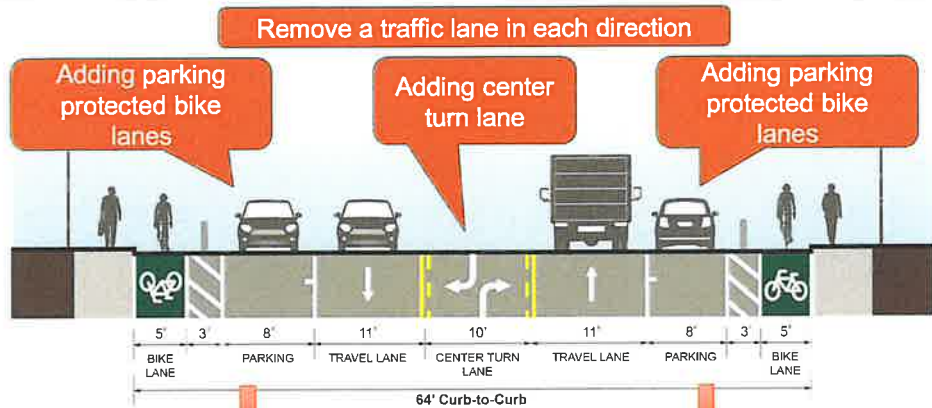 Remove a traffic lane in each direction
Adding parking
protected bike
lanes
Adding center
turn lane
Adding parking
protected bike
lanes
5' 3' 8' 11' 10' 11' 8' 3' 5'
BIKE
LANE
PARKING
TRAVEL LANE
CENTER TURN
LANE
TRAVEL LANE
PARKING
BIKE
LANE
64' Curb-to-Curb